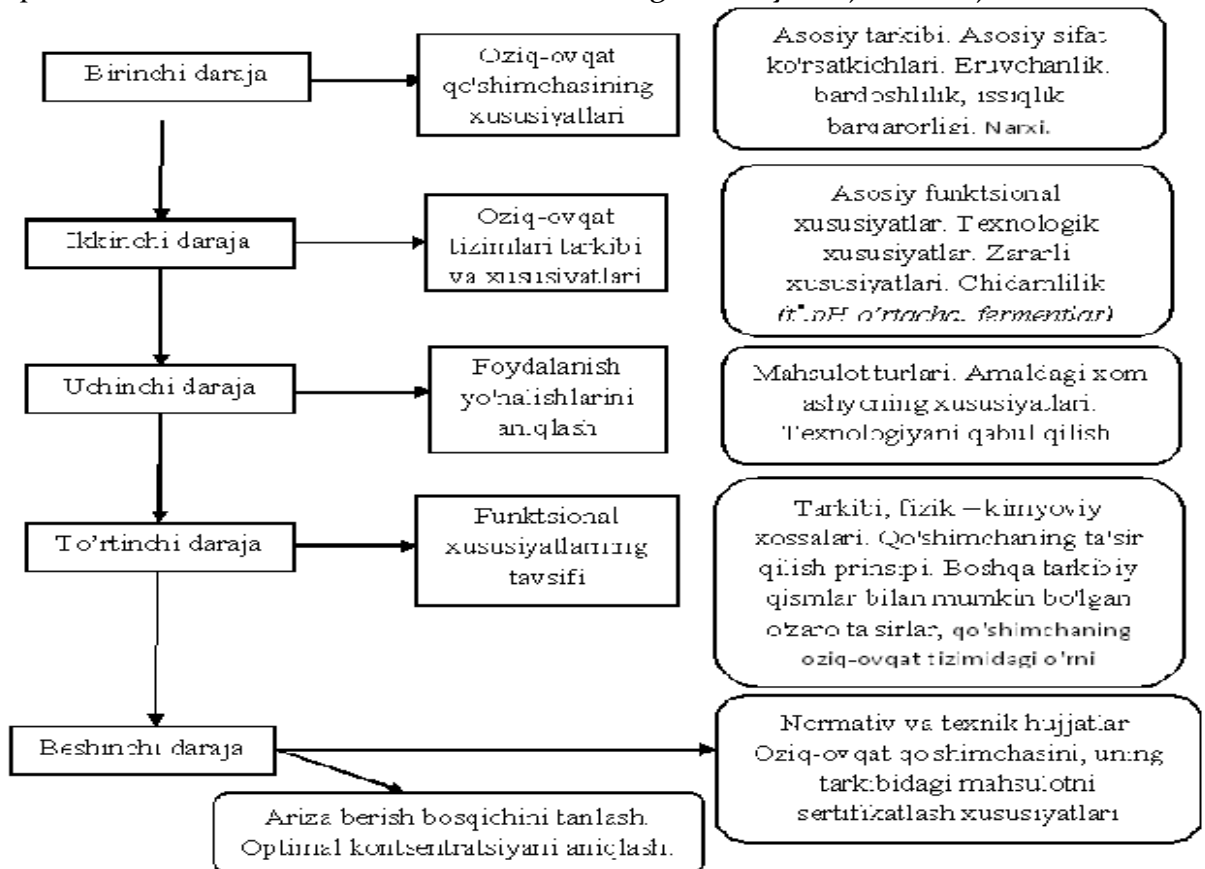 Birinchi daraja
Oziq-ovqat
qo'shimchasining
xususiyatlari
Asosiy tarkibi. Asosiy sifat
ko'rsatkichlari. Eruvchanlik.
bardoshlilik, issiqlik
barqarorligi. Narxi.
Ikkinchi daraja
Oziq-ovqat
tizimlari tarkibi
va xususiyatlari
Asosiy funktsional
xususiyatlar. Texnologik
xususiyatlar. Zararli
xususiyatlari. Chidamlilik
(t°.pH o'rtacha. fermentlar)
Uchinchi daraja
Foydalanish
yo'nalishlarini
aniqlash
Mahsulot turlari. Amaldagi xom
ashyoning xususiyatlari.
Texnologiyani qabul qilish
To'rtinchi daraja
Funktsional
xususiyatlarning
tavsifi
Tarkibi, fizik – kimyoviy
xossalari. Qo'shimchaning ta'sir
qilish prinsipi. Boshqa tarkibiy
qismlar bilan mumkin bo'lgan
o'zaro ta sirlar, qo'shimchaning
oziq-ovqat tizimidagi o'rni
Beshinchi daraja
Normativ va texnik hujjatlar
Oziq-ovqat qo shimchasini, uning
tarkibidagi mahsulotni
sertifikatlash xususiyatlari
Ariza berish bosqichini tanlash.
Optimal kontsentratsiyani aniqlash.